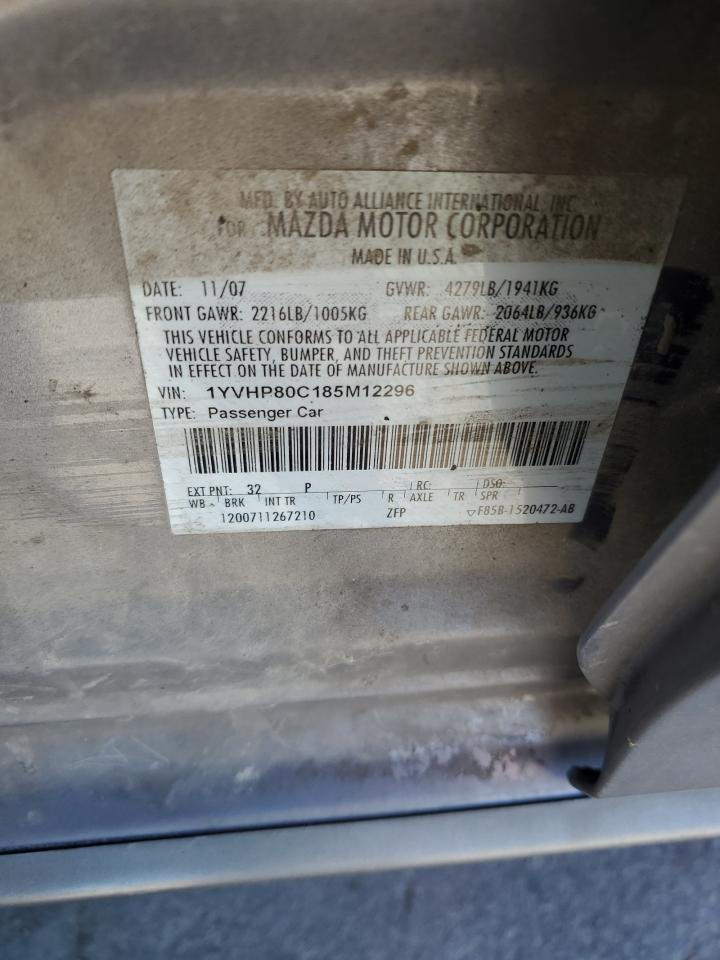 MFD. BY AUTO ALLIANCE INTERNATIONAL, INC.
FOR: MAZDA MOTOR CORPORATION
MADE IN U.S.A.
DATE: 11/07 GVWR: 4279LB/1941KG
FRONT GAWR: 2216LB/1005KG REAR GAWR: 2064LB/936KG
THIS VEHICLE CONFORMS TO ALL APPLICABLE FEDERAL MOTOR
VEHICLE SAFETY, BUMPER, AND THEFT PREVENTION STANDARDS
IN EFFECT ON THE DATE OF MANUFACTURE SHOWN ABOVE.
VIN: 1YVHP80C185M12296
TYPE: Passenger Car
EXT PNT: 32 P RC: DSO:
WB BRK INT TR TP/PS R AXLE TR SPR
1200711267210 ZFP ▽F85B-1520472-AB